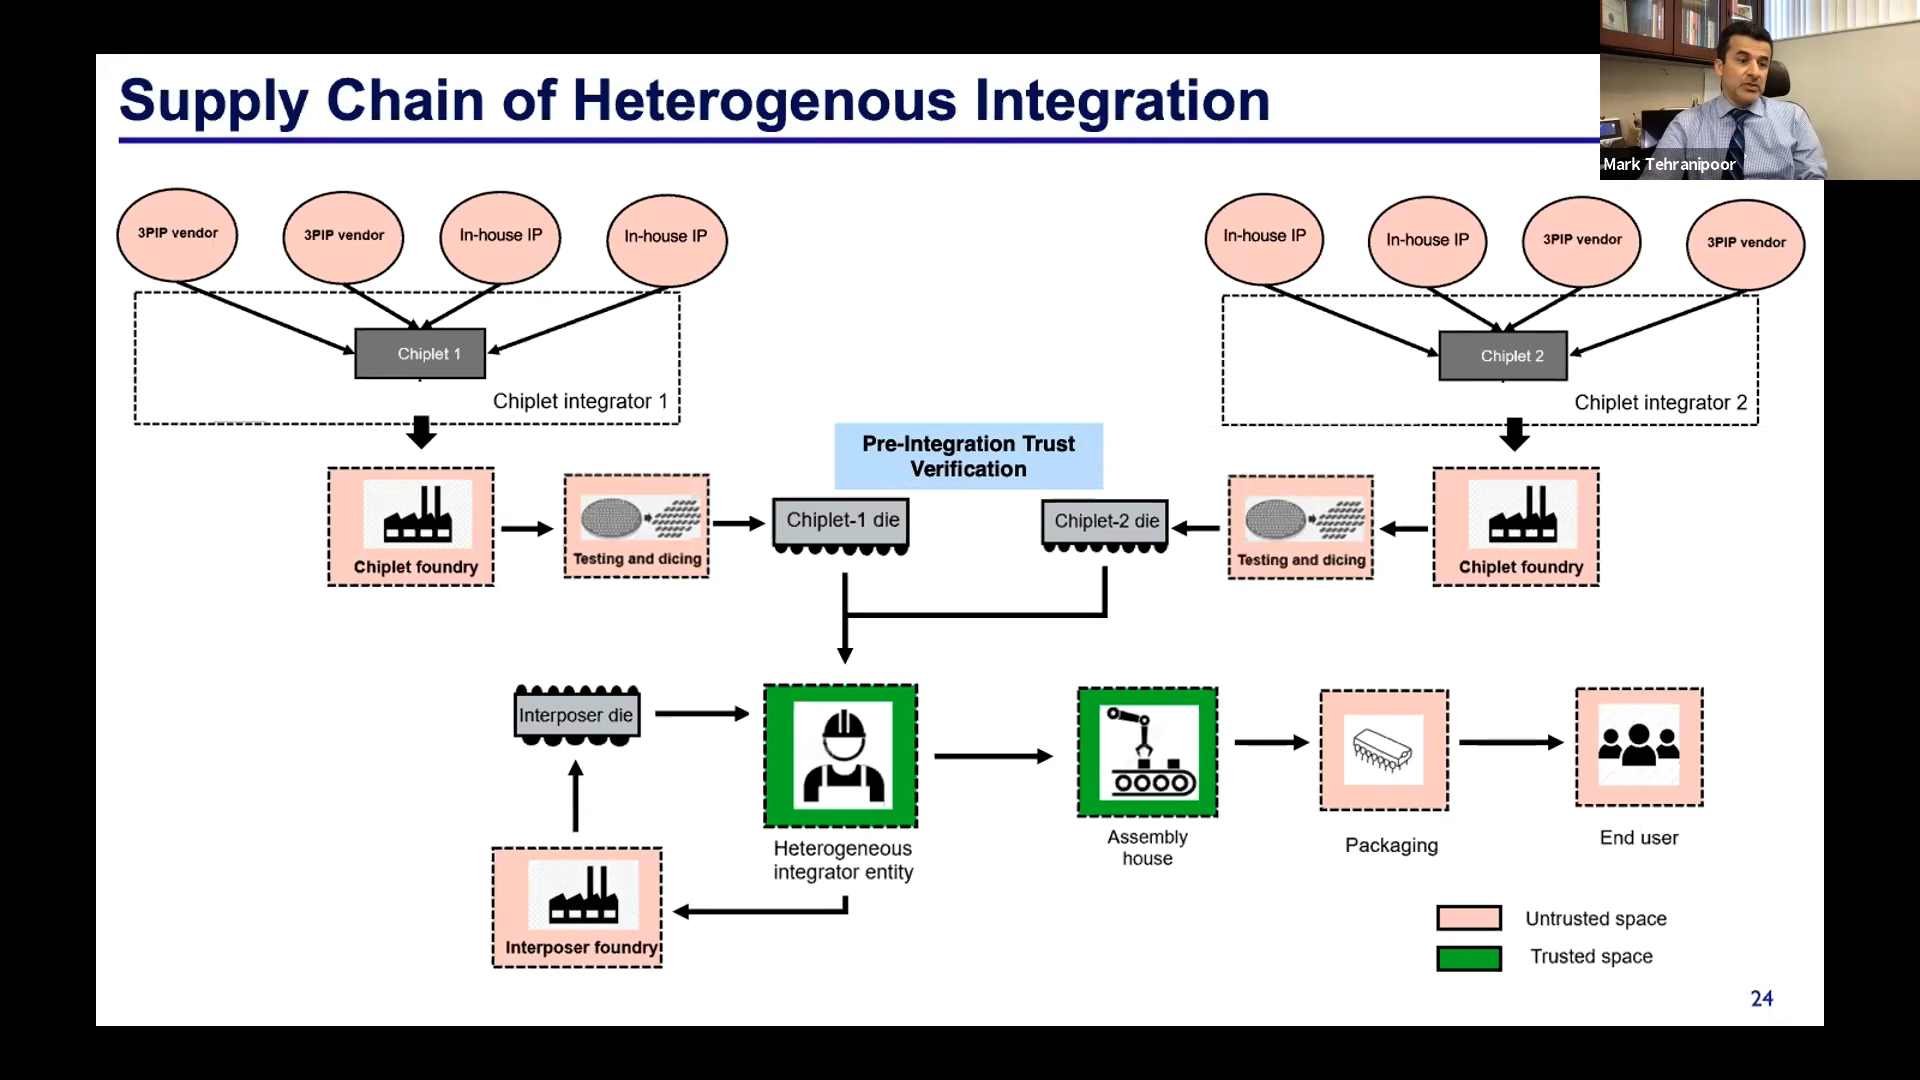 Supply Chain of Heterogenous Integration
Mark Tehranipoor
3PIP vendor
3PIP vendor
In-house IP
In-house IP
In-house IP
In-house IP
3PIP vendor
3PIP vendor
Chiplet 1
Chiplet integrator 1
Chiplet 2
Chiplet integrator 2
Pre-Integration Trust
Verification
Chiplet foundry
Testing and dicing
Chiplet-1 die
Chiplet-2 die
Testing and dicing
Chiplet foundry
Interposer die
Heterogeneous
integrator entity
Assembly
house
Packaging
End user
Interposer foundry
Untrusted space
Trusted space
24